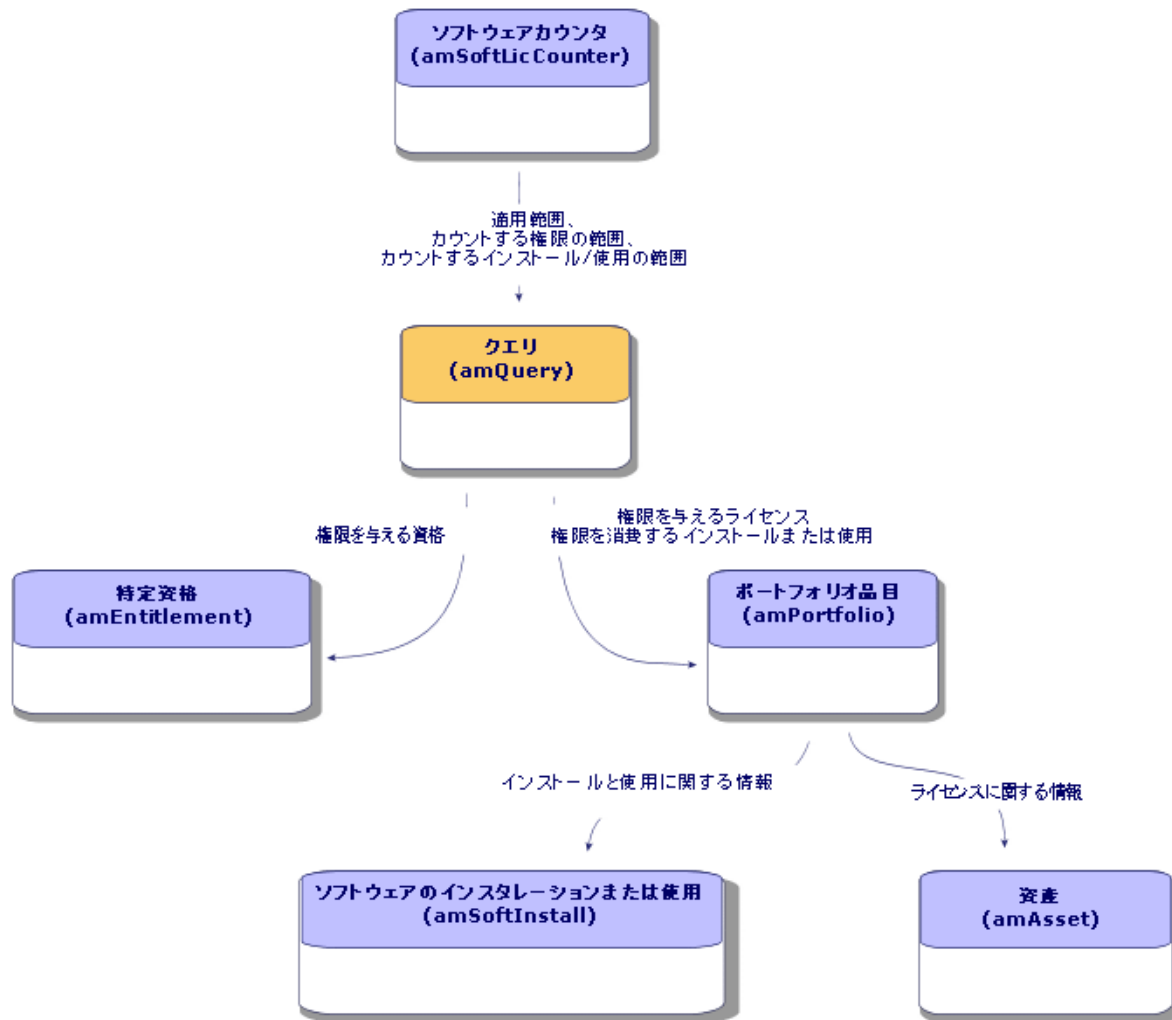 ソフトウェアカウンタ
(amSoftLicCounter)
適用範囲、
カウントする権限の範囲、
カウントするインストール/使用の範囲
クエリ
(amQuery)
権限を与える資格
権限を与えるライセンス
権限を消費するインストールまたは使用
特定資格
(amEntitlement)
ポートフォリオ品目
(amPortfolio)
インストールと使用に関する情報
ライセンスに関する情報
ソフトウェアのインスタレーションまたは使用
(amSoftInstall)
資産
(amAsset)